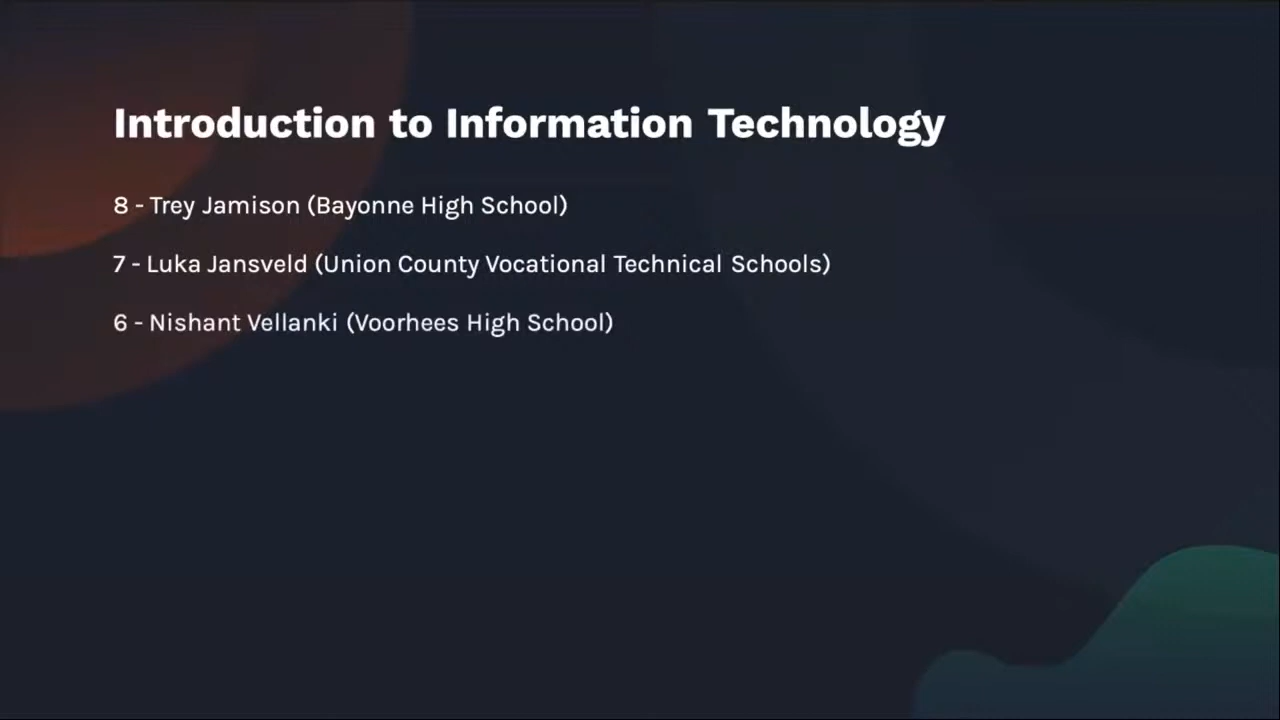 Introduction to Information Technology
8 - Trey Jamison (Bayonne High School)
7 - Luka Jansveld (Union County Vocational Technical Schools)
6 - Nishant Vellanki (Voorhees High School)